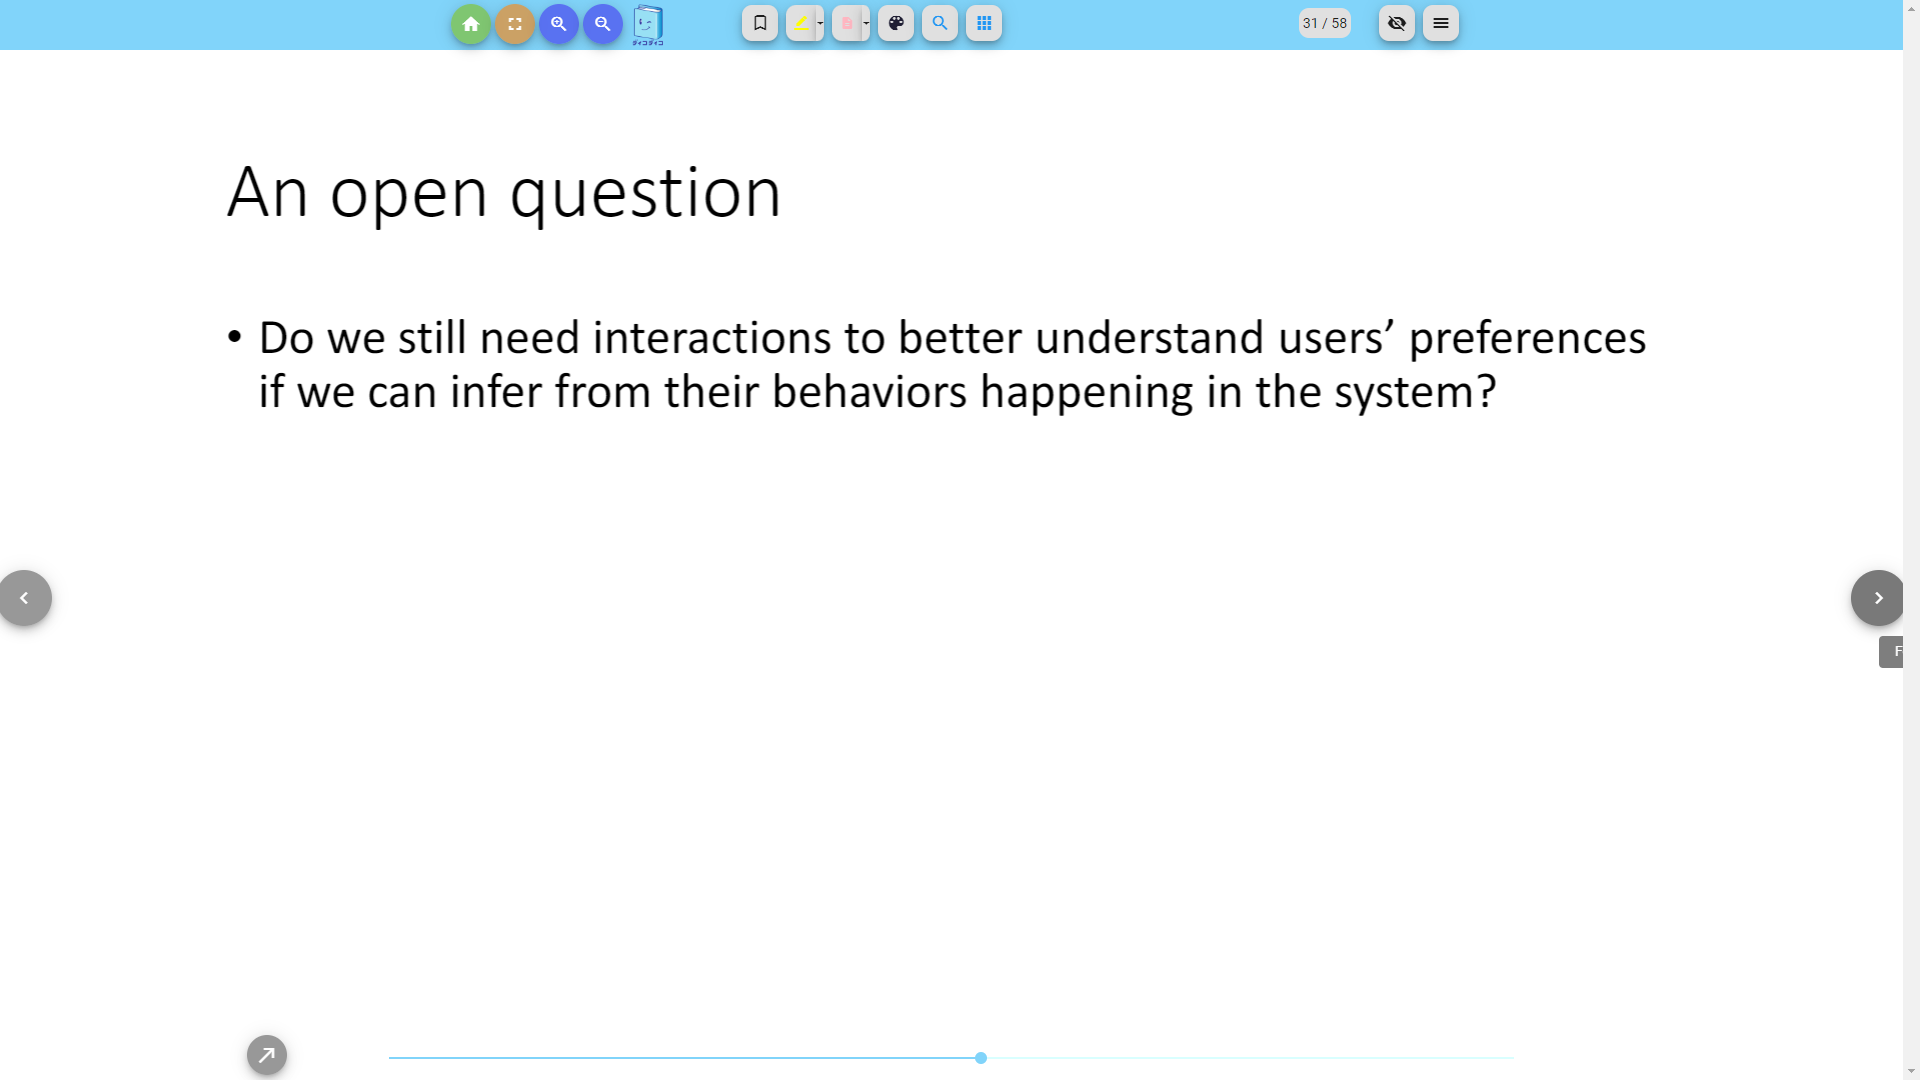 31 / 58
An open question
• Do we still need interactions to better understand users’ preferences
if we can infer from their behaviors happening in the system?
F